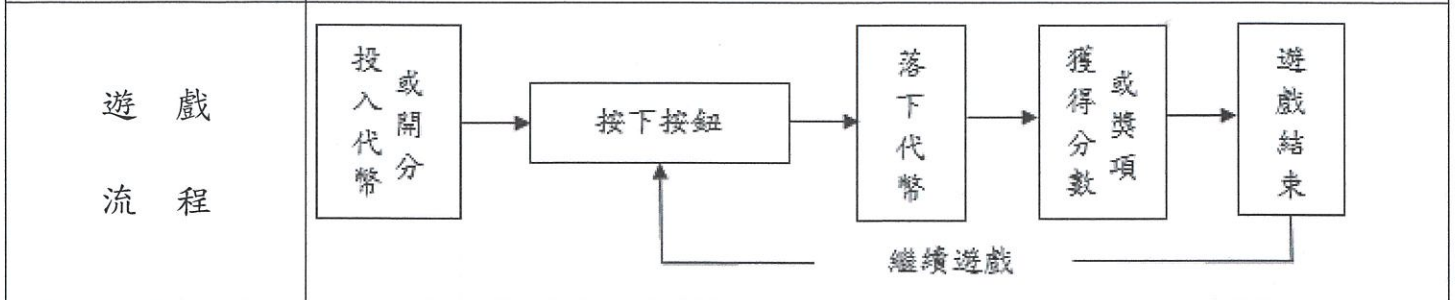 遊 戲
流 程
投入代幣
或開分
按下按鈕
落下代幣
獲得分數
或獎項
遊戲結束
繼續遊戲